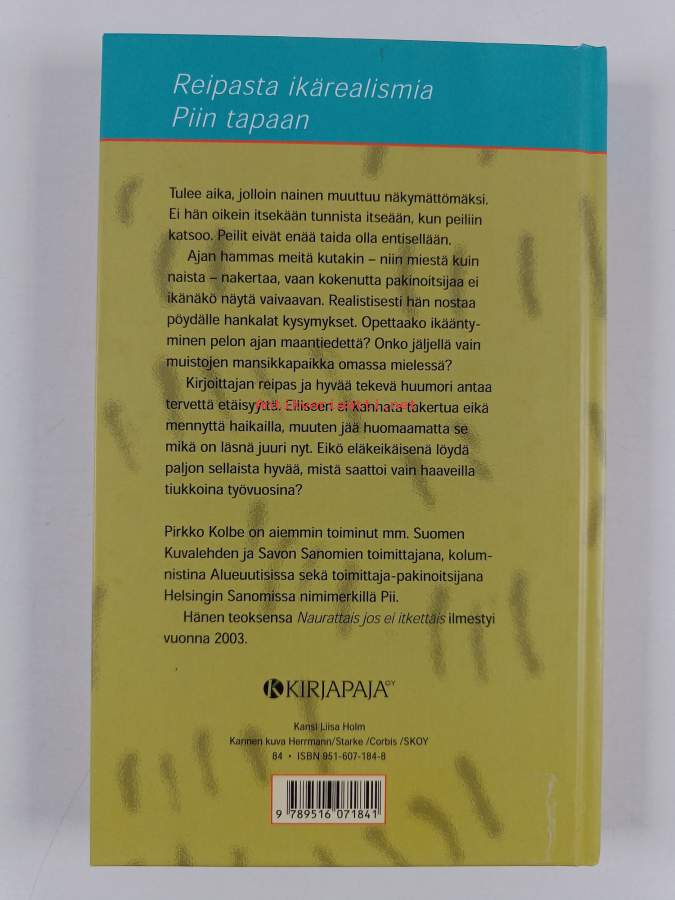 Reipasta ikärealismia
Piin tapaan
Tulee aika, jolloin nainen muuttuu näkymättömäksi.
Ei hän oikein itsekään tunnista itseään, kun peiliin
katsoo. Peilit eivät enää taida olla entisellään.
Ajan hammas meitä kutakin – niin miestä kuin
naista – nakertaa, vaan kokenutta pakinoitsijaa ei
ikänäkö näytä vaivaavan. Realistisesti hän nostaa
pöydälle hankalat kysymykset. Opettaako ikäänty-
minen pelon ajan maantiedettä? Onko jäljellä vain
muistojen mansikkapaikka omassa mielessä?
Kirjoittajan reipas ja hyvää tekevä huumori antaa
tervettä etäisyyttä. Eiliseen ei kannata takertua eikä
mennyttä haikailla, muuten jää huomaamatta se
mikä on läsnä juuri nyt. Eikö eläkeikäisenä löydä
paljon sellaista hyvää, mistä saattoi vain haaveilla
tiukkoina työvuosina?
Pirkko Kolbe on aiemmin toiminut mm. Suomen
Kuvalehden ja Savon Sanomien toimittajana, kolum-
nistina Alueuutisissa sekä toimittaja-pakinoitsijana
Helsingin Sanomissa nimimerkillä Pii.
Hänen teoksensa Naurattais jos ei itkettäis ilmestyi
vuonna 2003.
KIRJAPAJA OY
Kansi Liisa Holm
Kannen kuva Herrmann/Starke /Corbis /SKOY
84 • ISBN 951-607-184-8
9 789516 071841